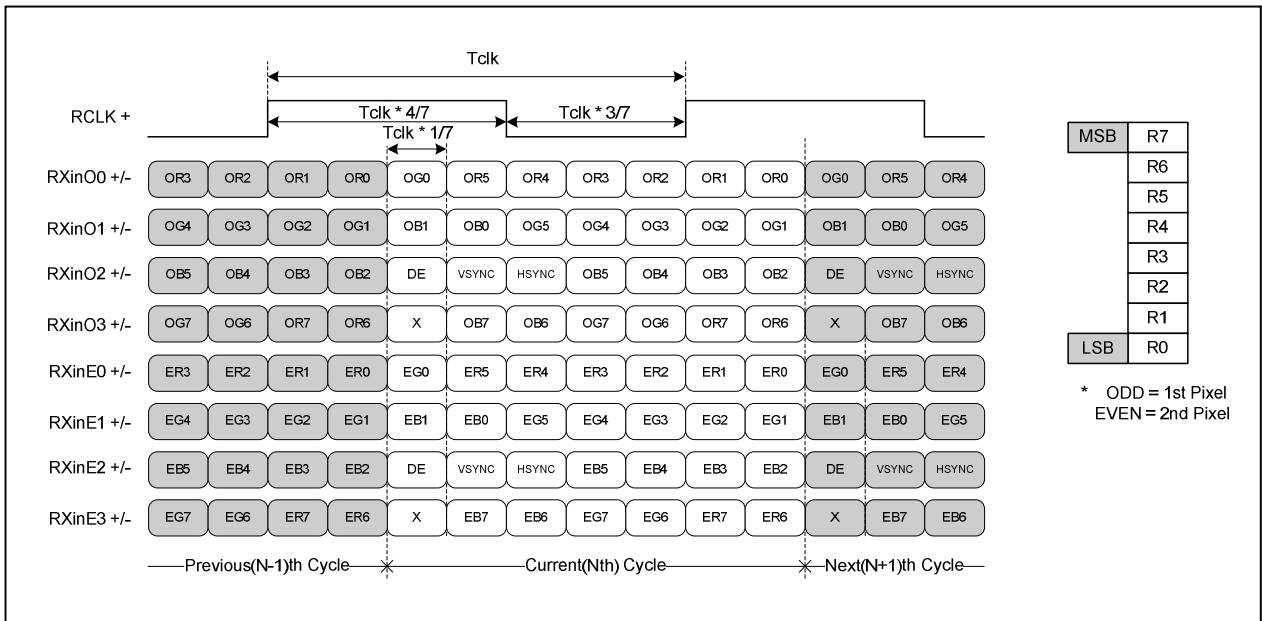 Tclk
RCLK +
Tclk * 4/7
Tclk * 3/7
Tclk * 1/7
RXinO0 +/- OR3 OR2 OR1 OR0 OG0 OR5 OR4 OR3 OR2 OR1 OR0 OG0 OR5 OR4
RXinO1 +/- OG4 OG3 OG2 OG1 OB1 OB0 OG5 OG4 OG3 OG2 OG1 OB1 OB0 OG5
RXinO2 +/- OB5 OB4 OB3 OB2 DE VSYNC HSYNC OB5 OB4 OB3 OB2 DE VSYNC HSYNC
RXinO3 +/- OG7 OG6 OR7 OR6 X OB7 OB6 OG7 OG6 OR7 OR6 X OB7 OB6
RXinE0 +/- ER3 ER2 ER1 ER0 EG0 ER5 ER4 ER3 ER2 ER1 ER0 EG0 ER5 ER4
RXinE1 +/- EG4 EG3 EG2 EG1 EB1 EB0 EG5 EG4 EG3 EG2 EG1 EB1 EB0 EG5
RXinE2 +/- EB5 EB4 EB3 EB2 DE VSYNC HSYNC EB5 EB4 EB3 EB2 DE VSYNC HSYNC
RXinE3 +/- EG7 EG6 ER7 ER6 X EB7 EB6 EG7 EG6 ER7 ER6 X EB7 EB6
Previous(N-1)th Cycle Current(Nth) Cycle Next(N+1)th Cycle
MSB R7
R6
R5
R4
R3
R2
R1
LSB R0
* ODD = 1st Pixel
EVEN = 2nd Pixel